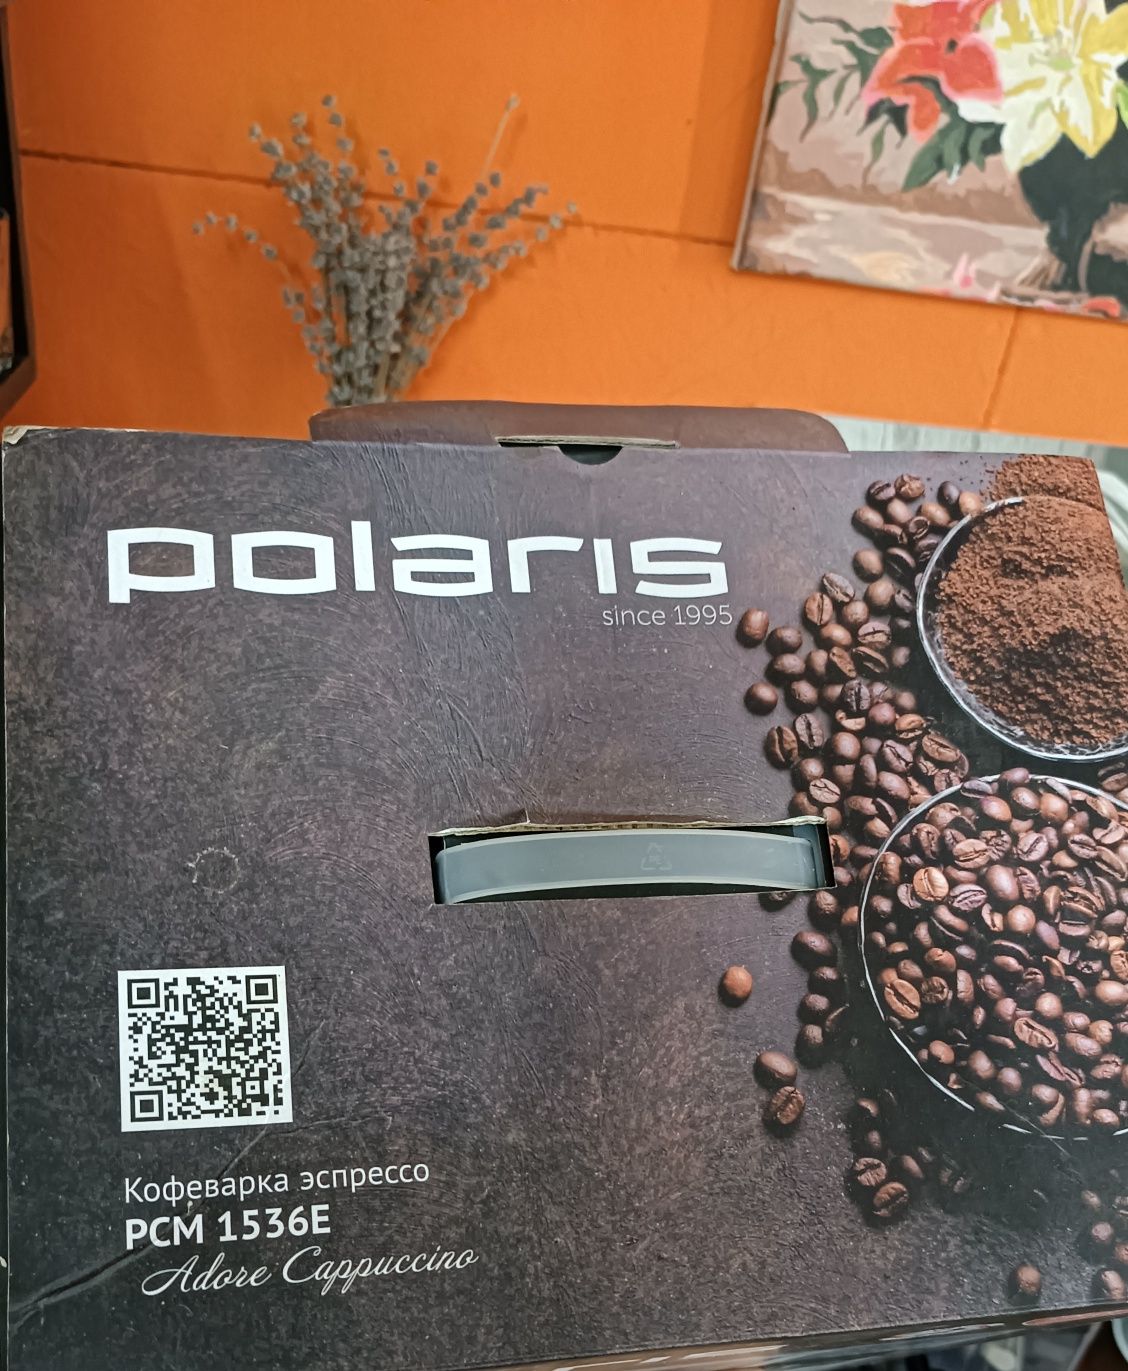 polaris
since 1995
Кофеварка эспрессо
PCM 1536E
Adore Cappuccino